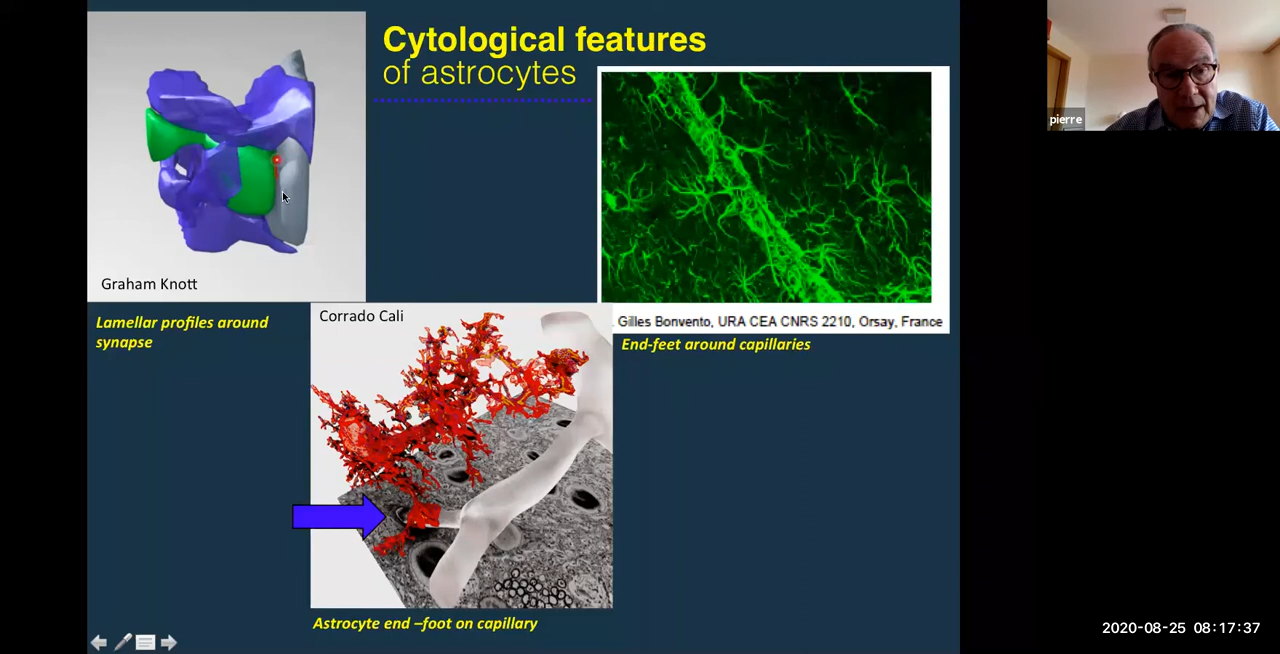 Cytological features
of astrocytes
Graham Knott
Lamellar profiles around
synapse
Corrado Cali
Gilles Bonvento, URA CEA CNRS 2210, Orsay, France
End-feet around capillaries
Astrocyte end –foot on capillary
pierre
2020-08-25 08:17:37